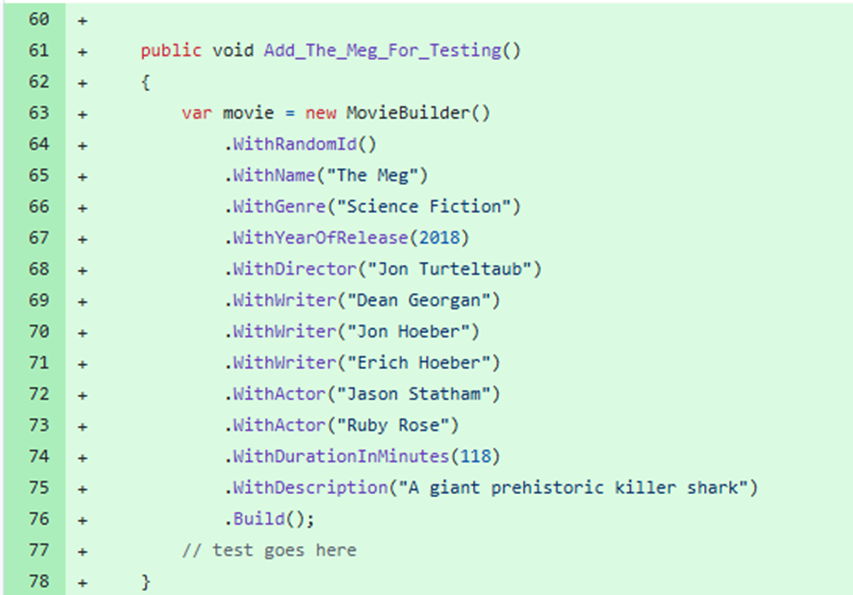 60 +
61 + public void Add_The_Meg_For_Testing()
62 + {
63 + var movie = new MovieBuilder()
64 + .WithRandomId()
65 + .WithName("The Meg")
66 + .WithGenre("Science Fiction")
67 + .WithYearOfRelease(2018)
68 + .WithDirector("Jon Turteltaub")
69 + .WithWriter("Dean Georgan")
70 + .WithWriter("Jon Hoeber")
71 + .WithWriter("Erich Hoeber")
72 + .WithActor("Jason Statham")
73 + .WithActor("Ruby Rose")
74 + .WithDurationInMinutes(118)
75 + .WithDescription("A giant prehistoric killer shark")
76 + .Build();
77 + // test goes here
78 + }